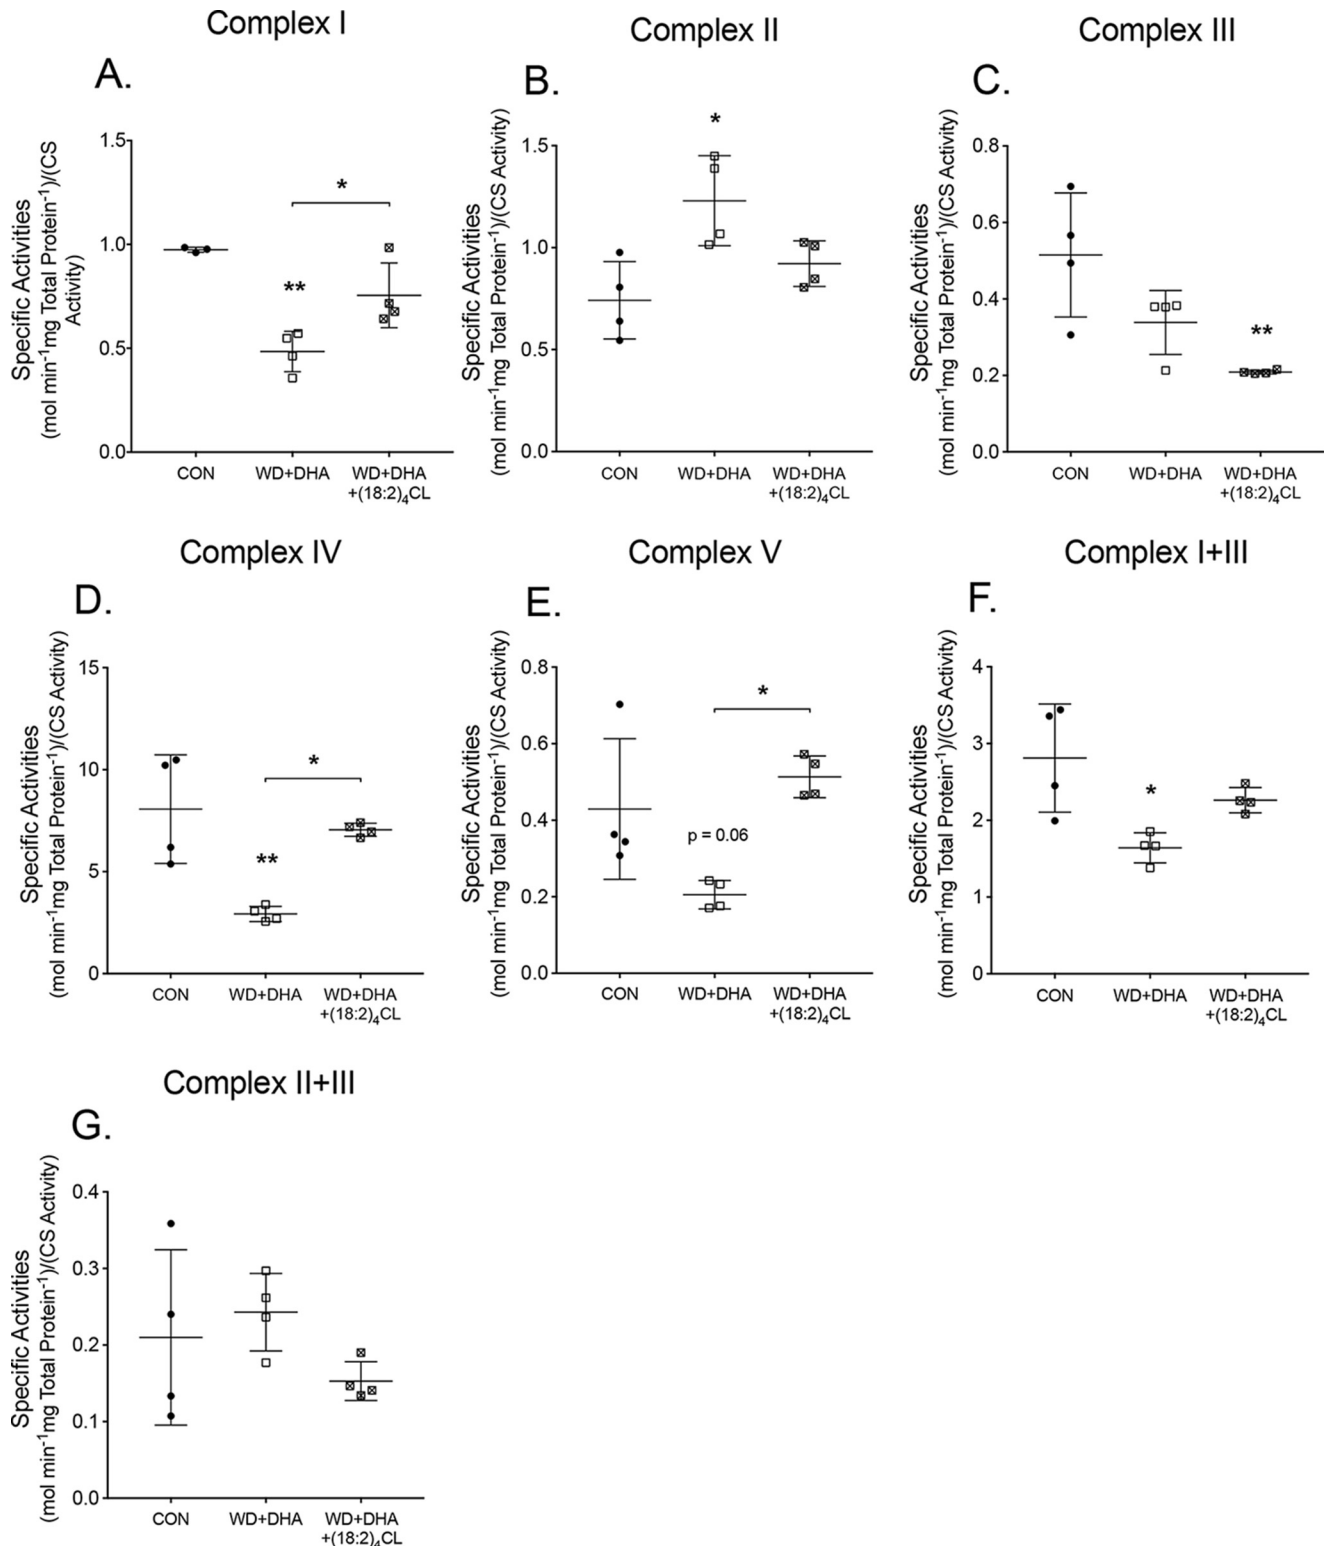 Complex I
A.
Specific Activities
(mol min⁻¹mg Total Protein⁻¹)/(CS
Activity)
1.5
1.0
0.5
0.0
*
**
CON
WD+DHA
WD+DHA
+(18:2)₄CL
Complex II
B.
Specific Activities
(mol min⁻¹mg Total Protein⁻¹)/(CS Activity)
1.5
1.0
0.5
0.0
*
CON
WD+DHA
WD+DHA
+(18:2)₄CL
Complex III
C.
Specific Activities
(mol min⁻¹mg Total Protein⁻¹)/(CS Activity)
0.8
0.6
0.4
0.2
0.0
**
CON
WD+DHA
WD+DHA
+(18:2)₄CL
Complex IV
D.
Specific Activities
(mol min⁻¹mg Total Protein⁻¹)/(CS Activity)
15
10
5
0
*
**
CON
WD+DHA
WD+DHA
+(18:2)₄CL
Complex V
E.
Specific Activities
(mol min⁻¹mg Total Protein⁻¹)/(CS Activity)
0.8
0.6
0.4
0.2
0.0
*
p = 0.06
CON
WD+DHA
WD+DHA
+(18:2)₄CL
Complex I+III
F.
Specific Activities
(mol min⁻¹mg Total Protein⁻¹)/(CS Activity)
4
3
2
1
0
*
CON
WD+DHA
WD+DHA
+(18:2)₄CL
Complex II+III
G.
Specific Activities
(mol min⁻¹mg Total Protein⁻¹)/(CS Activity)
0.4
0.3
0.2
0.1
0.0
CON
WD+DHA
WD+DHA
+(18:2)₄CL